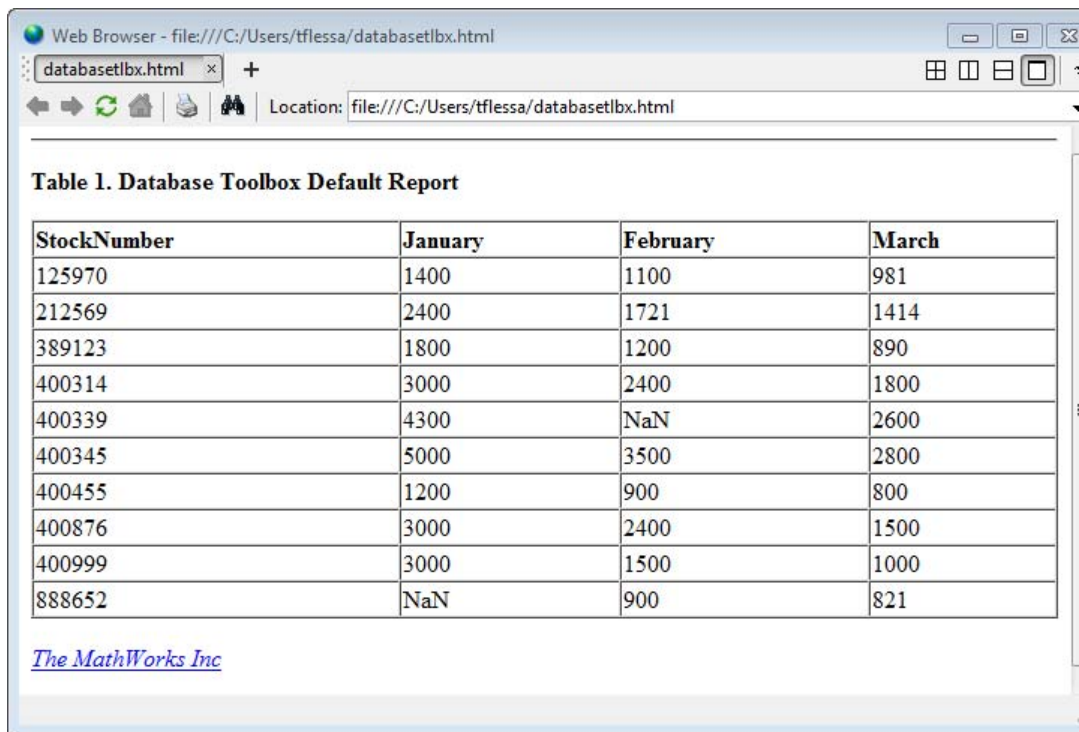 Web Browser - file:///C:/Users/tflessa/databasetlbx.html
databasetlbx.html × +
Location: file:///C:/Users/tflessa/databasetlbx.html
Table 1. Database Toolbox Default Report
StockNumber January February March
125970 1400 1100 981
212569 2400 1721 1414
389123 1800 1200 890
400314 3000 2400 1800
400339 4300 NaN 2600
400345 5000 3500 2800
400455 1200 900 800
400876 3000 2400 1500
400999 3000 1500 1000
888652 NaN 900 821
The MathWorks Inc